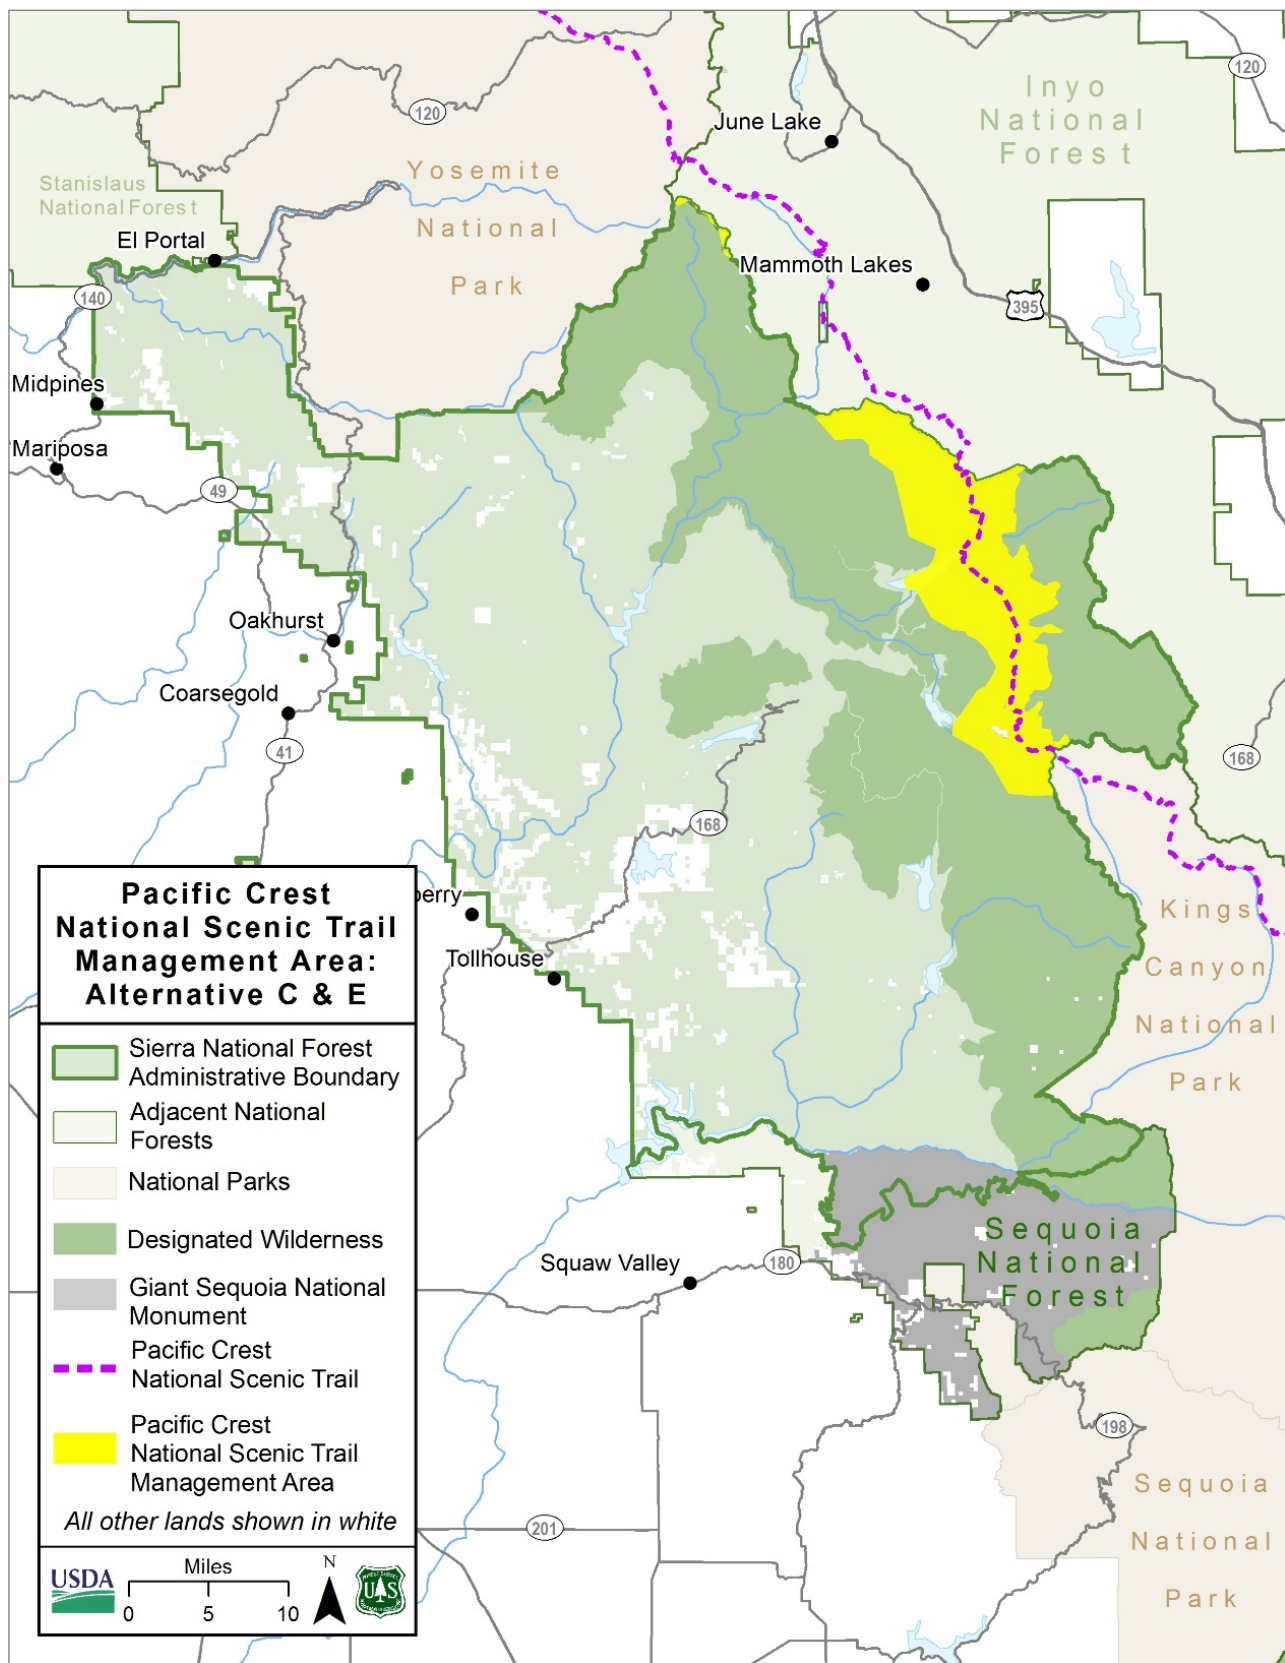 120
120
June Lake
Inyo
National
Forest
Yosemite
National
Park
Stanislaus
National Forest
El Portal
140
Mammoth Lakes
395
Midpines
Mariposa
49
Oakhurst
Coarsegold
41
168
168
berry
Tollhouse
Kings
Canyon
National
Park
Sequoia
National
Forest
Squaw Valley
180
198
201
Sequoia
National
Park
Pacific Crest
National Scenic Trail
Management Area:
Alternative C & E
Sierra National Forest
Administrative Boundary
Adjacent National
Forests
National Parks
Designated Wilderness
Giant Sequoia National
Monument
Pacific Crest
National Scenic Trail
Pacific Crest
National Scenic Trail
Management Area
All other lands shown in white
USDA
Miles
0 5 10
N
U S